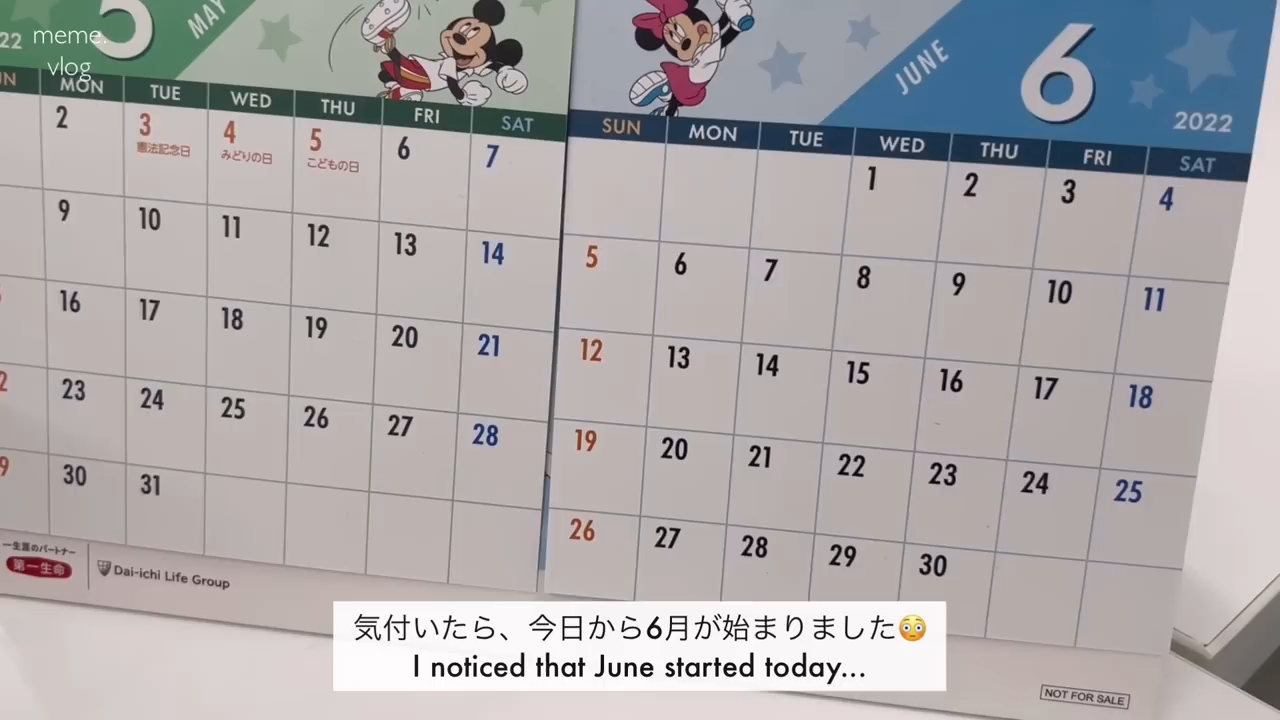 meme.
vlog
22
5
MAY
UN MON TUE WED THU FRI SAT
2 3 4 5 6 7
憲法記念日 みどりの日 こどもの日
9 10 11 12 13 14
16 17 18 19 20 21
2 23 24 25 26 27 28
9 30 31
一生涯のパートナー
第一生命
Dai-ichi Life Group
JUNE
6
2022
SUN MON TUE WED THU FRI SAT
1 2 3 4
5 6 7 8 9 10 11
12 13 14 15 16 17 18
19 20 21 22 23 24 25
26 27 28 29 30
NOT FOR SALE
気付いたら、今日から6月が始まりました😳
I noticed that June started today...